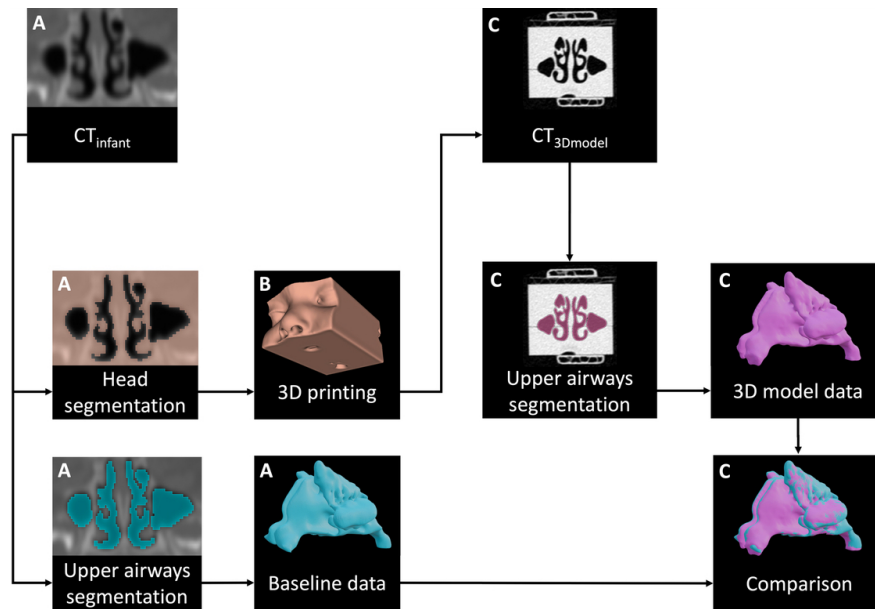 A
CTinfant
C
CT3Dmodel
A
Head
segmentation
B
3D printing
C
Upper airways
segmentation
C
3D model data
A
Upper airways
segmentation
A
Baseline data
C
Comparison